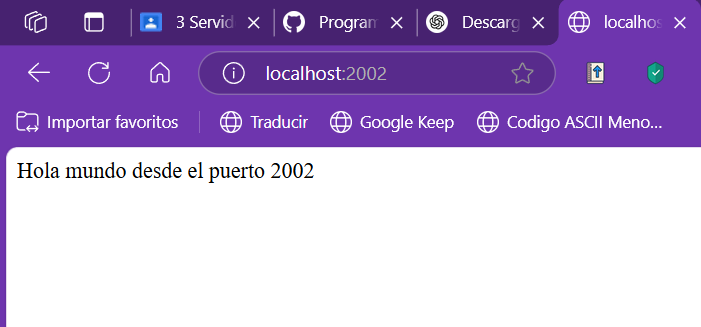 3 Servid
Program
Descarg
localhos
localhost:2002
Importar favoritos
Traducir
Google Keep
Codigo ASCII Meno...
Hola mundo desde el puerto 2002